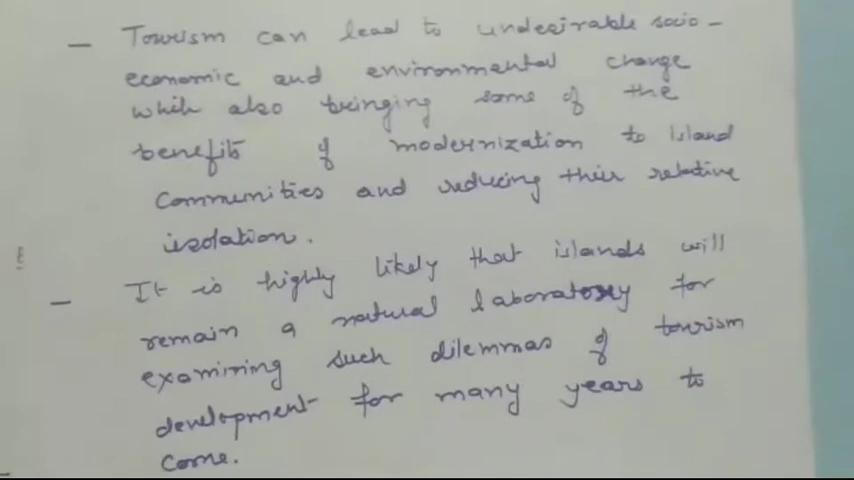 - Tourism can lead to undesirable socio-
economic and environmental change
while also bringing some of the
benefits of modernization to island
communities and reducing their relative
isolation.
- It is highly likely that islands will
remain a natural laboratory for
examining such dilemmas of tourism
development for many years to
come.